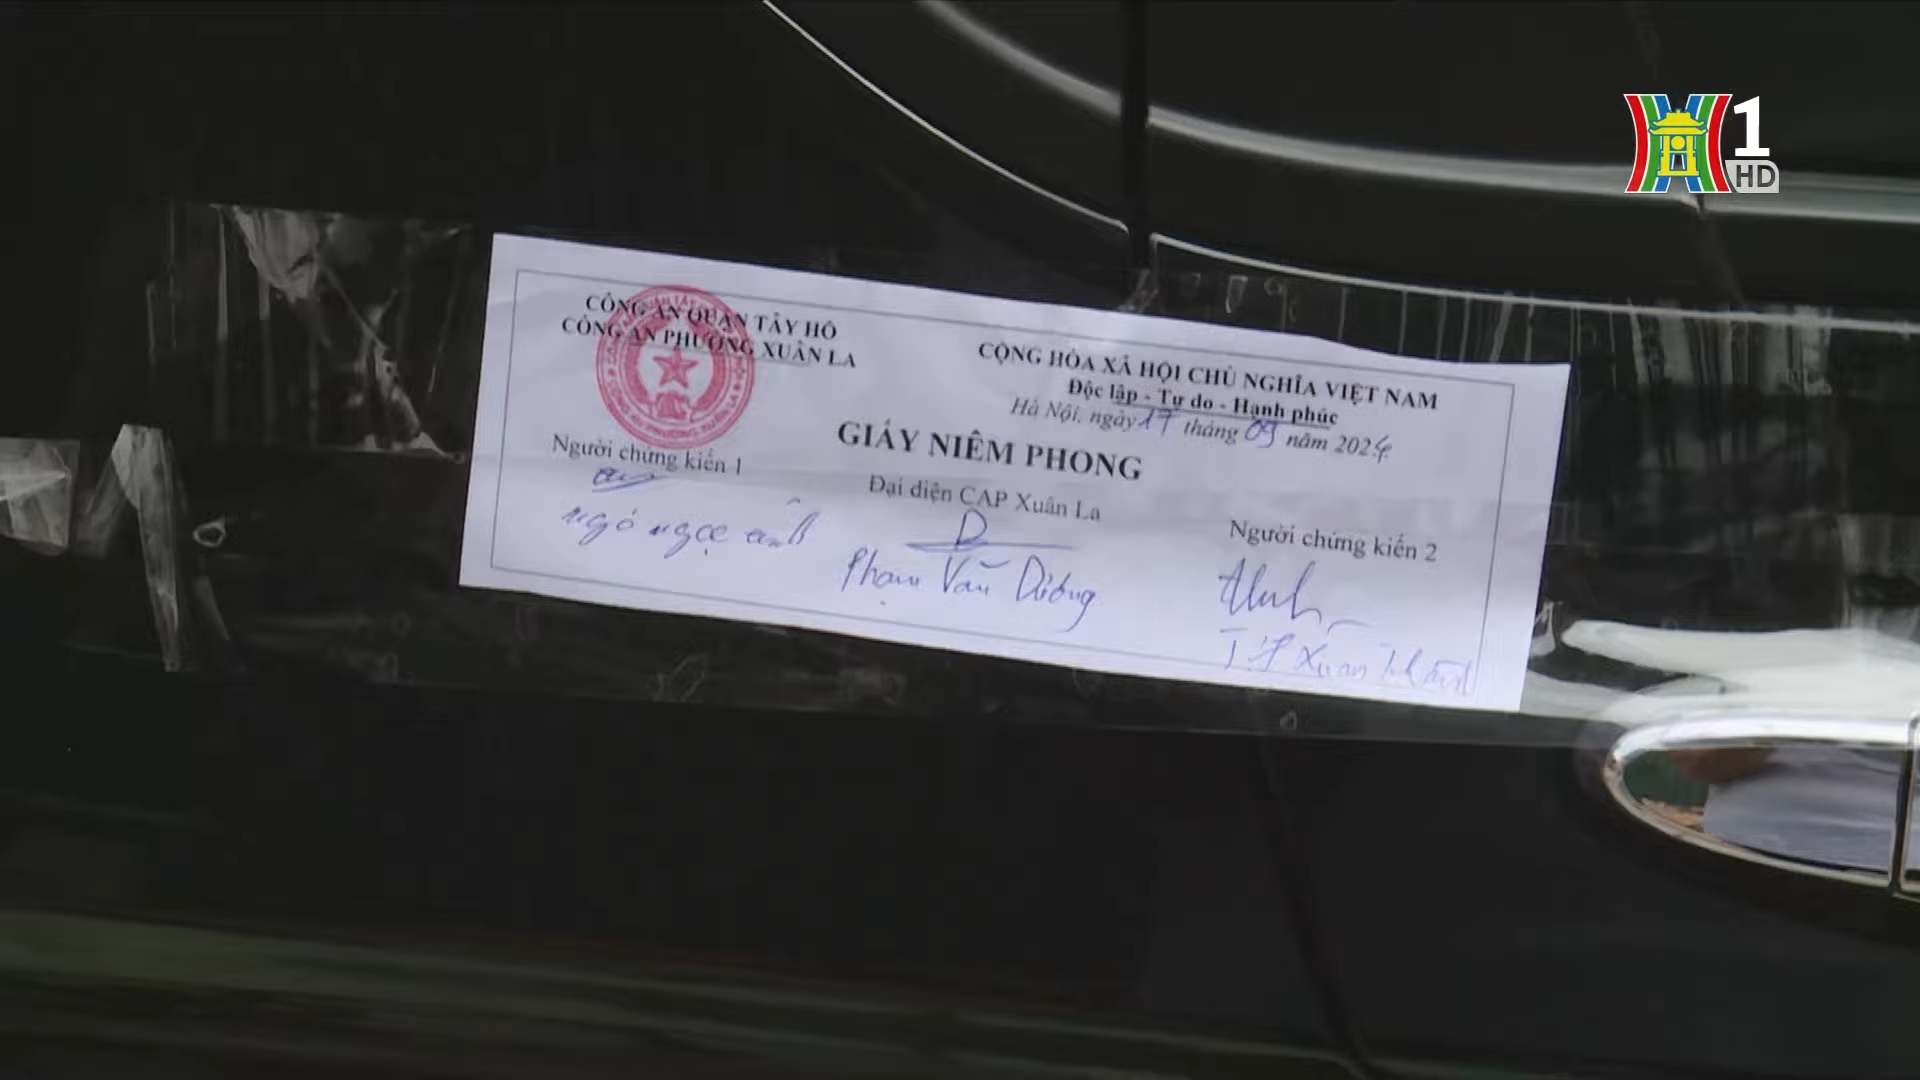 1
HD
CÔNG AN QUẬN TÂY HỒ
CÔNG AN PHƯỜNG XUÂN LA
CỘNG HÒA XÃ HỘI CHỦ NGHĨA VIỆT NAM
Độc lập - Tự do - Hạnh phúc
Hà Nội, ngày 17 tháng 09 năm 2024
GIẤY NIÊM PHONG
Người chứng kiến 1
Đại diện CAP Xuân La
Người chứng kiến 2
Ngô Ngọc Anh
Phạm Văn Dương
Xuân